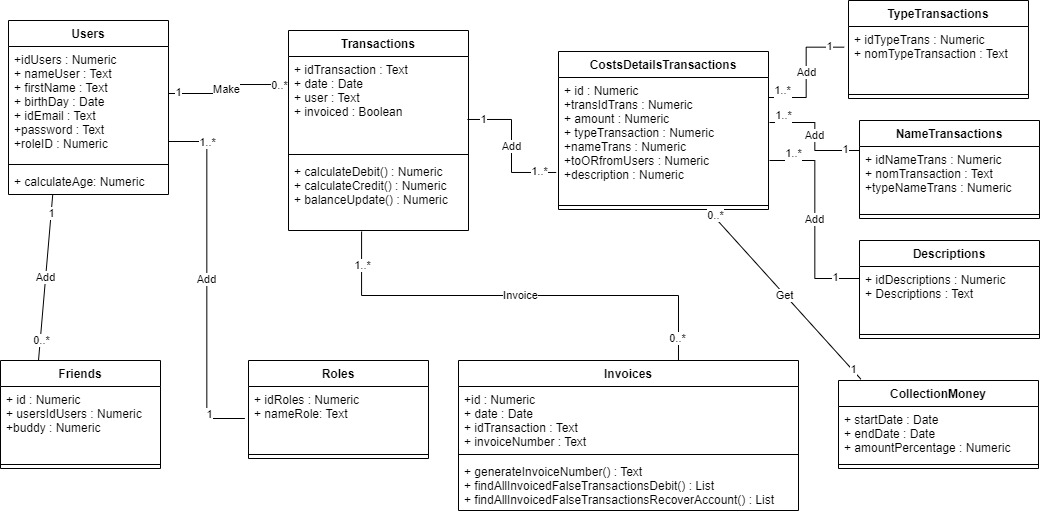 Users
+idUsers : Numeric
+ nameUser : Text
+ firstName : Text
+ birthDay : Date
+ idEmail : Text
+password : Text
+roleID : Numeric
+ calculateAge: Numeric
1
Make
0..*
1..*
Add
1
1
Add
0..*
Transactions
+ idTransaction : Text
+ date : Date
+ user : Text
+ invoiced : Boolean
+ calculateDebit() : Numeric
+ calculateCredit() : Numeric
+ balanceUpdate() : Numeric
1
Add
1..*
1..*
Invoice
0..*
CostsDetailsTransactions
+ id : Numeric
+transIdTrans : Numeric
+ amount : Numeric
+ typeTransaction : Numeric
+nameTrans : Numeric
+toORfromUsers : Numeric
+description : Numeric
1..*
Add
1
1..*
Add
1
1..*
Add
1
0..*
Get
1
TypeTransactions
+ idTypeTrans : Numeric
+ nomTypeTransaction : Text
NameTransactions
+ idNameTrans : Numeric
+ nomTransaction : Text
+typeNameTrans : Numeric
Descriptions
+ idDescriptions : Numeric
+ Descriptions : Text
Friends
+ id : Numeric
+ usersIdUsers : Numeric
+buddy : Numeric
Roles
+ idRoles : Numeric
+ nameRole: Text
Invoices
+id : Numeric
+ date : Date
+ idTransaction : Text
+ invoiceNumber : Text
+ generateInvoiceNumber() : Text
+ findAllInvoicedFalseTransactionsDebit() : List
+ findAllInvoicedFalseTransactionsRecoverAccount() : List
CollectionMoney
+ startDate : Date
+ endDate : Date
+ amountPercentage : Numeric